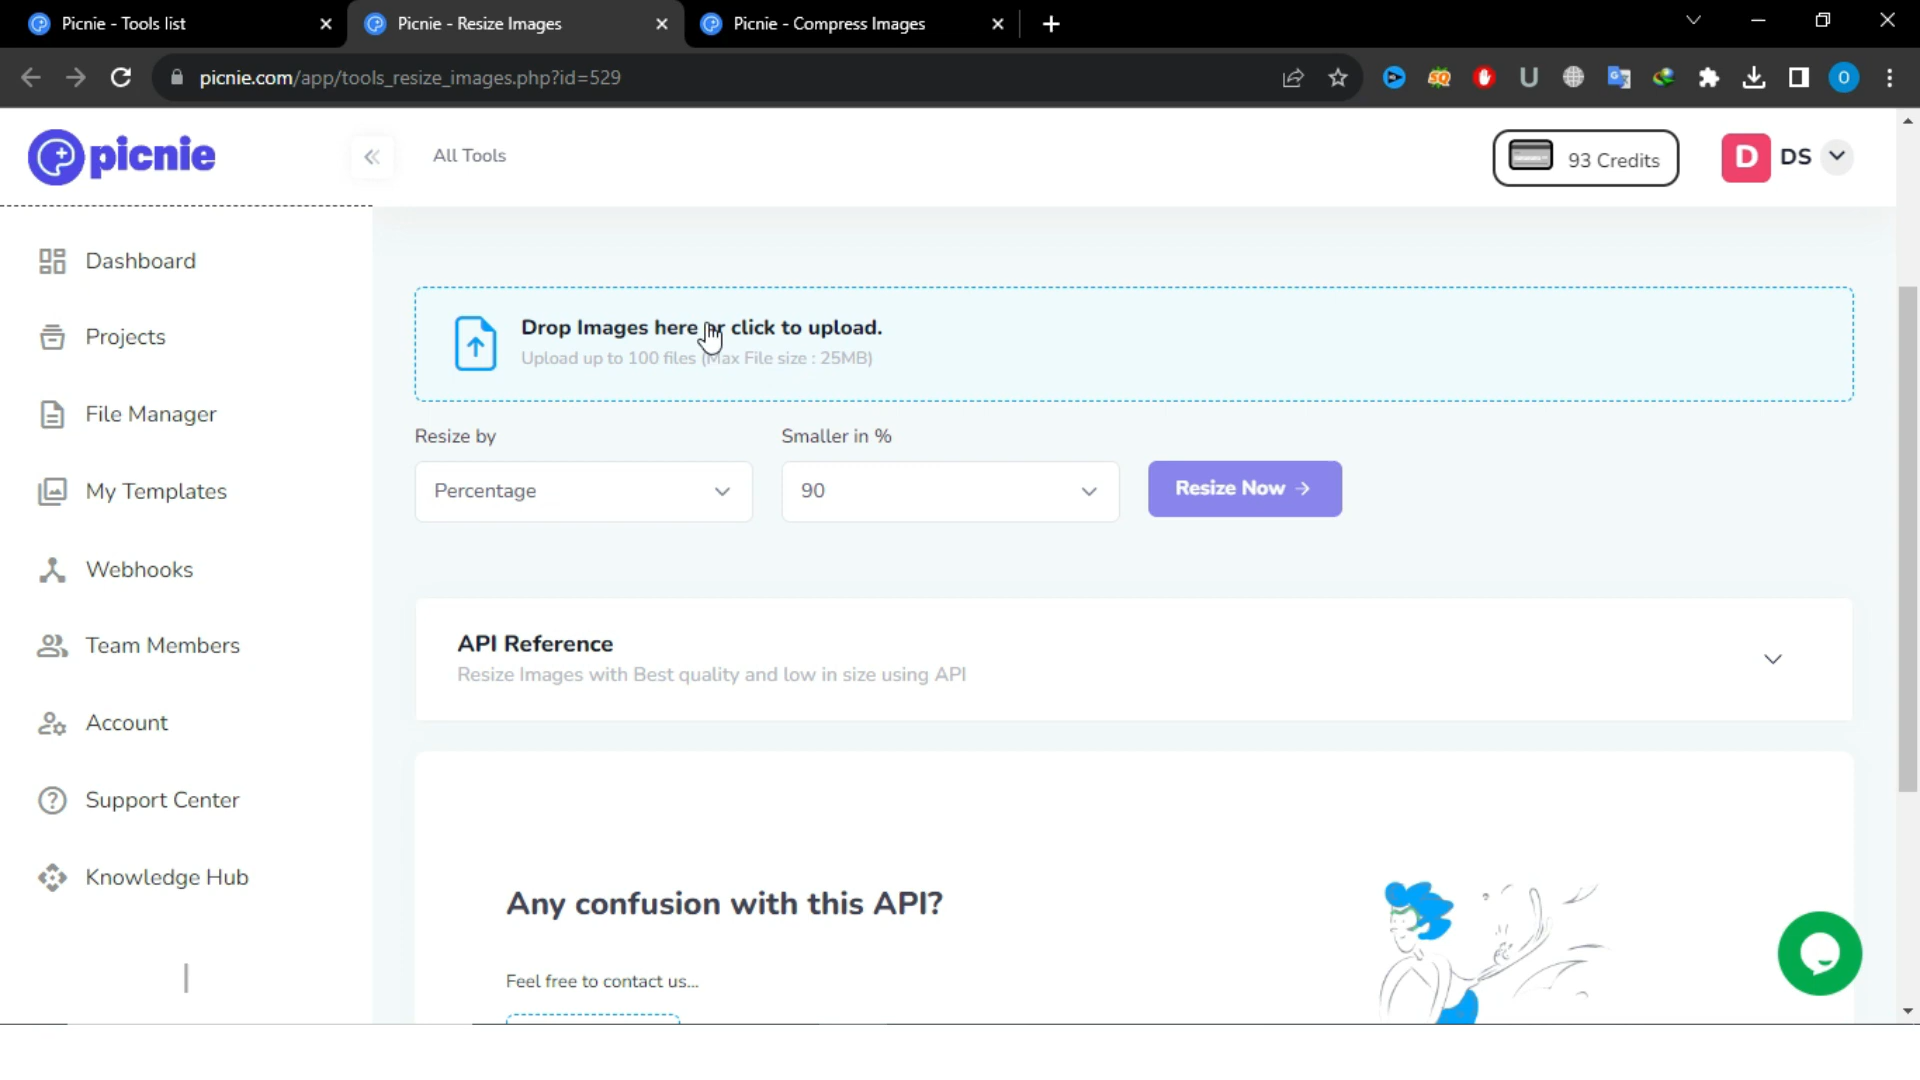 Picnie - Tools list
Picnie - Resize Images
Picnie - Compress Images
picnie.com/app/tools_resize_images.php?id=529
SQ
U
O
picnie
All Tools
93 Credits
D
DS
Dashboard
Projects
File Manager
My Templates
Webhooks
Team Members
Account
Support Center
Knowledge Hub
Drop Images here or click to upload.
Upload up to 100 files (Max File size : 25MB)
Resize by
Smaller in %
Percentage
90
Resize Now
API Reference
Resize Images with Best quality and low in size using API
Any confusion with this API?
Feel free to contact us...